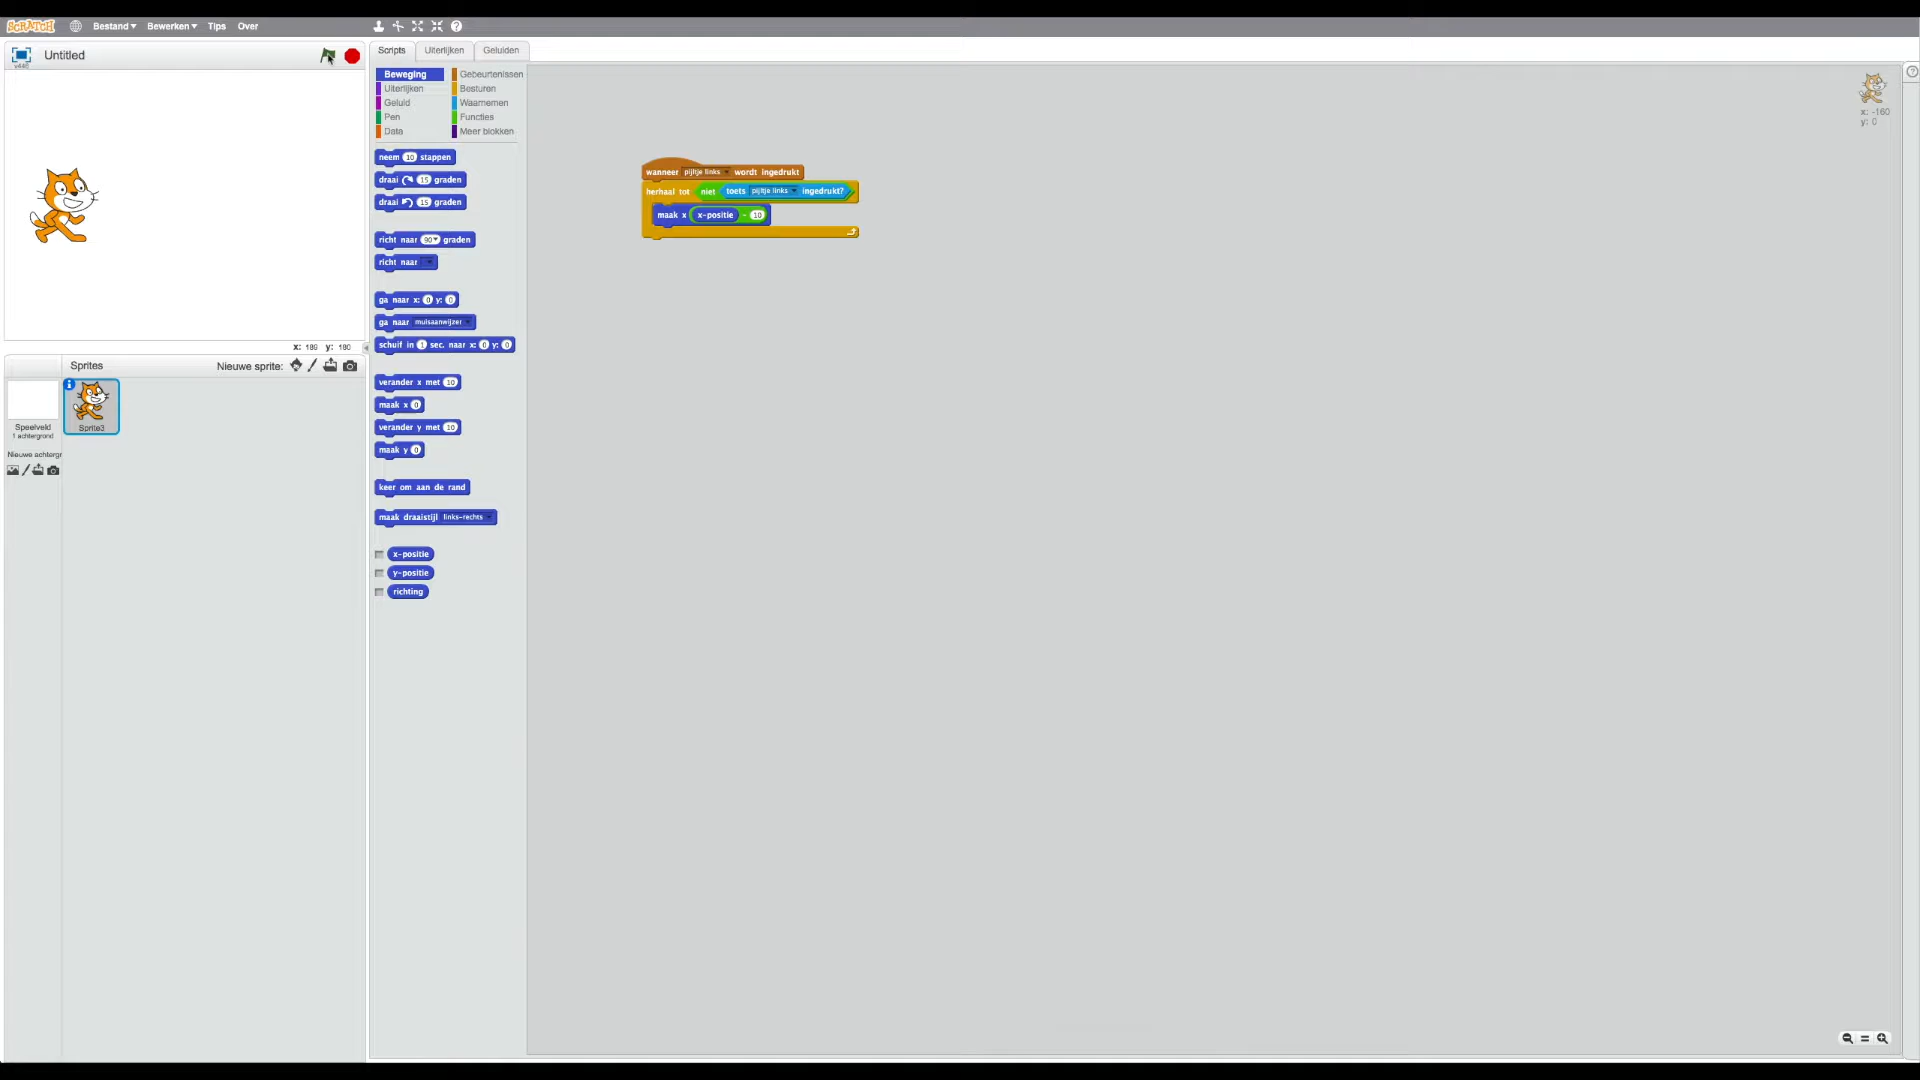 SCRATCH Bestand Bewerken Tips Over
Untitled
v446
Scripts Uiterlijken Geluiden
Beweging Gebeurtenissen
Uiterlijken Besturen
Geluid Waarnemen
Pen Functies
Data Meer blokken
neem 10 stappen
draai 15 graden
draai 15 graden
richt naar 90 graden
richt naar
ga naar x: 0 y: 0
ga naar muisaanwijzer
schuif in 1 sec. naar x: 0 y: 0
verander x met 10
maak x 0
verander y met 10
maak y 0
keer om aan de rand
maak draaistijl links-rechts
x-positie
y-positie
richting
wanneer pijltje links wordt ingedrukt
herhaal tot niet toets pijltje links ingedrukt?
maak x x-positie - 10
x: -160
y: 0
x: 180 y: 180
Sprites Nieuwe sprite:
Sprite3
Speelveld
1 achtergrond
Nieuwe achtergr